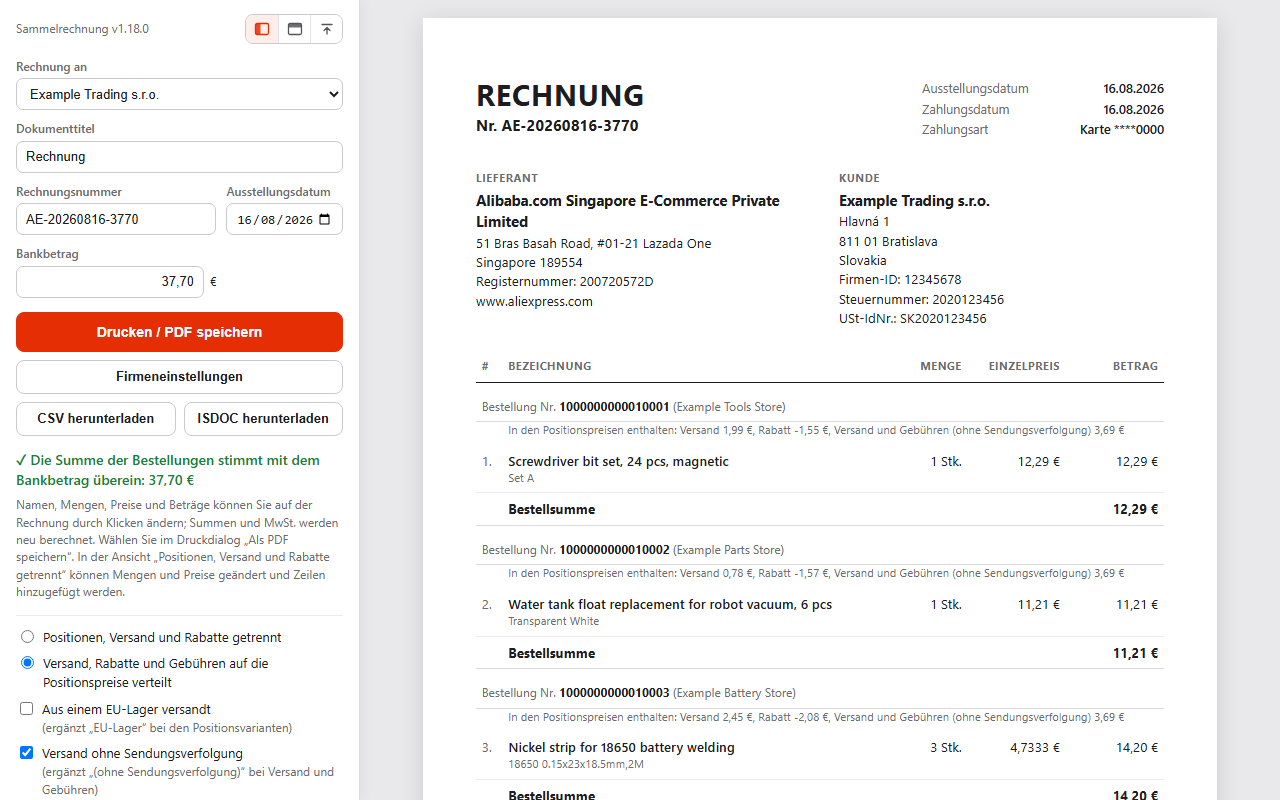 Sammelrechnung v1.18.0
Rechnung an
Example Trading s.r.o.
Dokumenttitel
Rechnung
Rechnungsnummer Ausstellungsdatum
AE-20260816-3770 16/08/2026
Bankbetrag
37,70 €
Drucken / PDF speichern
Firmeneinstellungen
CSV herunterladen ISDOC herunterladen
✓ Die Summe der Bestellungen stimmt mit dem
Bankbetrag überein: 37,70 €
Namen, Mengen, Preise und Beträge können Sie auf der
Rechnung durch Klicken ändern; Summen und MwSt. werden
neu berechnet. Wählen Sie im Druckdialog „Als PDF
speichern“. In der Ansicht „Positionen, Versand und Rabatte
getrennt“ können Mengen und Preise geändert und Zeilen
hinzugefügt werden.
Positionen, Versand und Rabatte getrennt
Versand, Rabatte und Gebühren auf die
Positionspreise verteilt
Aus einem EU-Lager versandt
(ergänzt „EU-Lager“ bei den Positionsvarianten)
Versand ohne Sendungsverfolgung
(ergänzt „(ohne Sendungsverfolgung)“ bei Versand und
Gebühren)
RECHNUNG
Nr. AE-20260816-3770
Ausstellungsdatum 16.08.2026
Zahlungsdatum 16.08.2026
Zahlungsart Karte ****0000
LIEFERANT
Alibaba.com Singapore E-Commerce Private
Limited
51 Bras Basah Road, #01-21 Lazada One
Singapore 189554
Registernummer: 200720572D
www.aliexpress.com
KUNDE
Example Trading s.r.o.
Hlavná 1
811 01 Bratislava
Slovakia
Firmen-ID: 12345678
Steuernummer: 2020123456
USt-IdNr.: SK2020123456
# BEZEICHNUNG MENGE EINZELPREIS BETRAG
Bestellung Nr. 1000000000010001 (Example Tools Store)
In den Positionspreisen enthalten: Versand 1,99 €, Rabatt -1,55 €, Versand und Gebühren (ohne Sendungsverfolgung) 3,69 €
1. Screwdriver bit set, 24 pcs, magnetic 1 Stk. 12,29 € 12,29 €
Set A
Bestellsumme 12,29 €
Bestellung Nr. 1000000000010002 (Example Parts Store)
In den Positionspreisen enthalten: Versand 0,78 €, Rabatt -1,57 €, Versand und Gebühren (ohne Sendungsverfolgung) 3,69 €
2. Water tank float replacement for robot vacuum, 6 pcs 1 Stk. 11,21 € 11,21 €
Transparent White
Bestellsumme 11,21 €
Bestellung Nr. 1000000000010003 (Example Battery Store)
In den Positionspreisen enthalten: Versand 2,45 €, Rabatt -2,08 €, Versand und Gebühren (ohne Sendungsverfolgung) 3,69 €
3. Nickel strip for 18650 battery welding 3 Stk. 4,7333 € 14,20 €
18650 0.15x23x18.5mm,2M
Bestellsumme 14,20 €